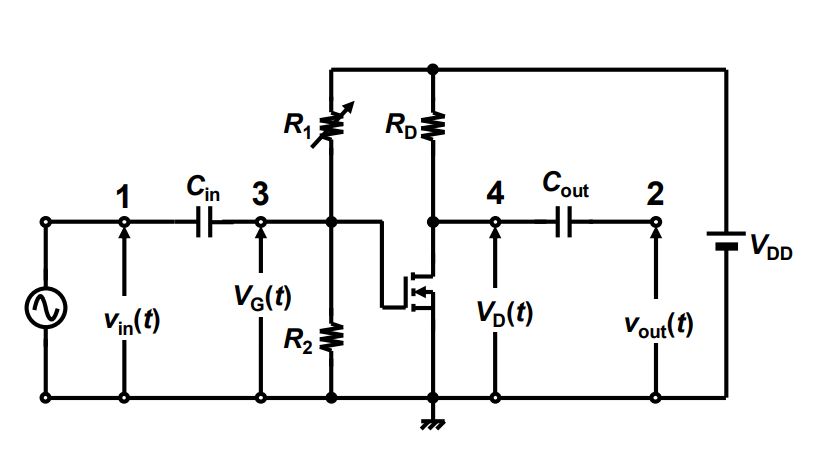 R1
RD
1
Cin
3
4
Cout
2
VDD
vin(t)
VG(t)
VD(t)
vout(t)
R2